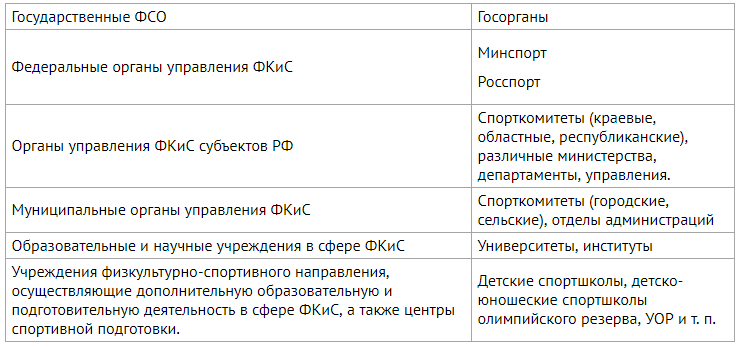 Государственные ФСО
Госорганы
Федеральные органы управления ФКиС
Минспорт
Росспорт
Органы управления ФКиС субъектов РФ
Спорткомитеты (краевые,
областные, республиканские),
различные министерства,
департаменты, управления.
Муниципальные органы управления ФКиС
Спорткомитеты (городские,
сельские), отделы администраций
Образовательные и научные учреждения в сфере ФКиС
Университеты, институты
Учреждения физкультурно-спортивного направления,
осуществляющие дополнительную образовательную и
подготовительную деятельность в сфере ФКиС, а также центры
спортивной подготовки.
Детские спортшколы, детско-
юношеские спортшколы
олимпийского резерва, УОР и т. п.